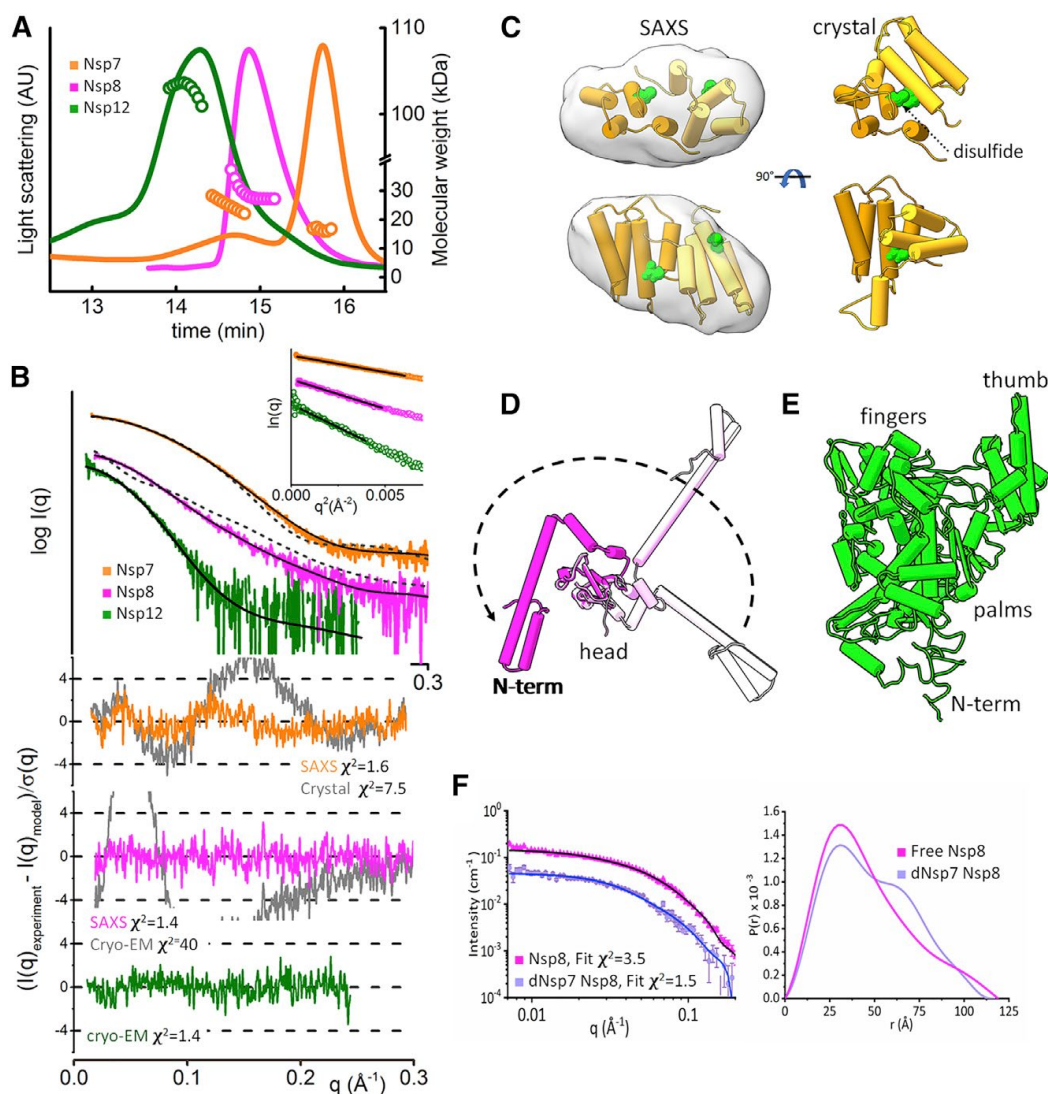 A
Light scattering (AU)
Nsp7
Nsp8
Nsp12
110
100
30
20
10
0
Molecular weight (kDa)
13 14 15 16
time (min)
B
log I(q)
Nsp7
Nsp8
Nsp12
ln(q)
0.000 0.005
q²(Å⁻²)
0.3
4
0
-4
SAXS χ²=1.6
Crystal χ²=7.5
4
0
-4
SAXS χ²=1.4
Cryo-EM χ²=40
4
0
-4
cryo-EM χ²=1.4
(I(q)experiment - I(q)model)/σ(q)
0.0 0.1 0.2 0.3
q (Å⁻¹)
C
SAXS
crystal
disulfide
90°
D
head
N-term
E
thumb
fingers
palms
N-term
F
Intensity (cm⁻¹)
10⁰
10⁻¹
10⁻²
10⁻³
10⁻⁴
Nsp8, Fit χ²=3.5
dNsp7 Nsp8, Fit χ²=1.5
0.01 0.1
q (Å⁻¹)
P(r) x 10⁻³
1.6
1.4
1.2
1.0
0.8
0.6
0.4
0.2
0.0
Free Nsp8
dNsp7 Nsp8
0 25 50 75 100 125
r (Å)